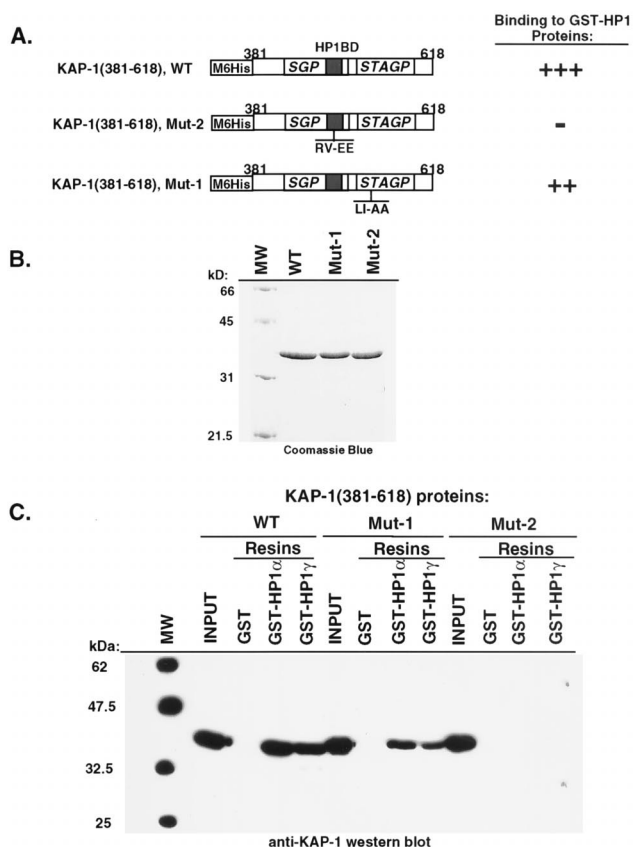 A.
Binding to GST-HP1
Proteins:
HP1BD
381 618
KAP-1(381-618), WT M6His SGP STAGP +++
381 618
KAP-1(381-618), Mut-2 M6His SGP STAGP -
RV-EE
381 618
KAP-1(381-618), Mut-1 M6His SGP STAGP ++
LI-AA
B.
kD: MW WT Mut-1 Mut-2
66
45
31
21.5
Coomassie Blue
C.
KAP-1(381-618) proteins:
WT Mut-1 Mut-2
Resins Resins Resins
kDa: MW INPUT GST GST-HP1α GST-HP1γ INPUT GST GST-HP1α GST-HP1γ INPUT GST GST-HP1α GST-HP1γ
62
47.5
32.5
25
anti-KAP-1 western blot